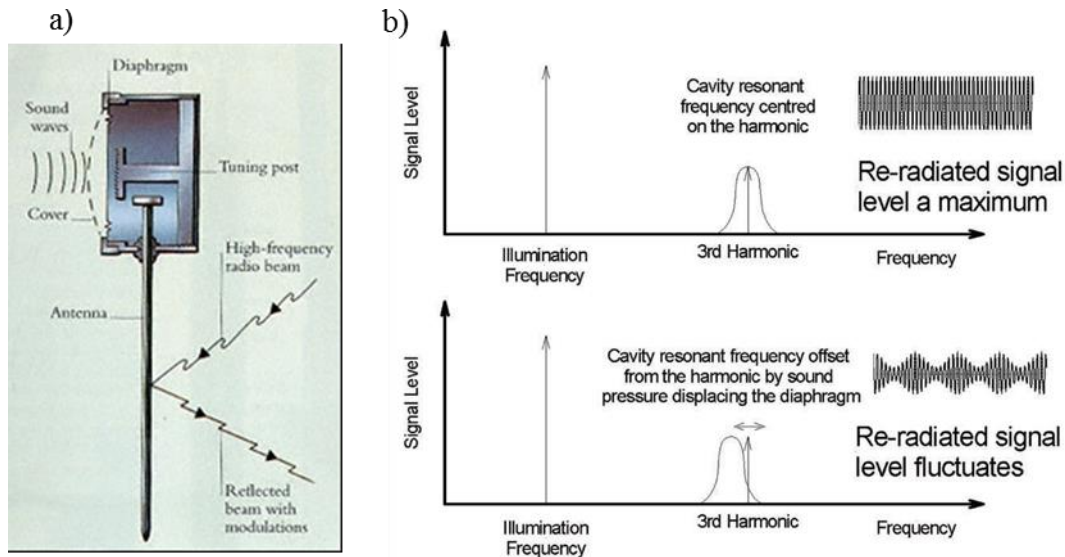 a)
Diaphragm
Sound
waves
Tuning post
Cover
High-frequency
radio beam
Antenna
Reflected
beam with
modulations
b)
Signal Level
Cavity resonant
frequency centred
on the harmonic
Re-radiated signal
level a maximum
Illumination
Frequency
3rd Harmonic
Frequency
Signal Level
Cavity resonant frequency offset
from the harmonic by sound
pressure displacing the diaphragm
Re-radiated signal
level fluctuates
Illumination
Frequency
3rd Harmonic
Frequency